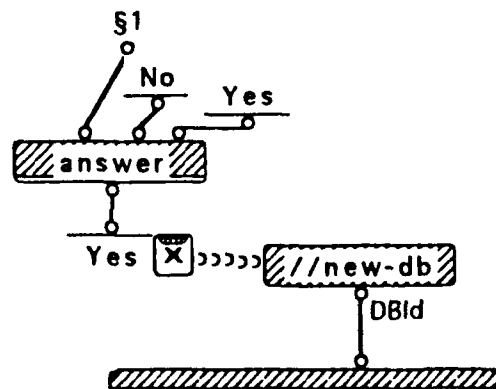 §1
No
Yes
answer
Yes
//new-db
DBId